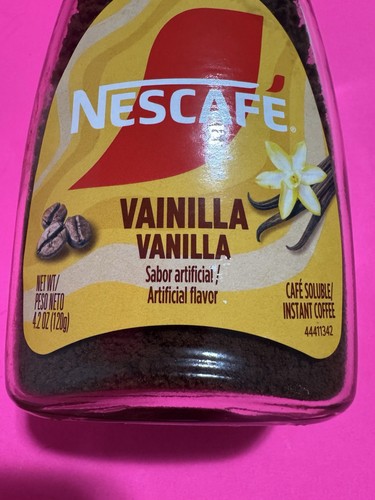 NESCAFÉ®
VAINILLA
VANILLA
Sabor artificial /
Artificial flavor
NET WT/
PESO NETO
4.2 OZ (120g)
CAFÉ SOLUBLE/
INSTANT COFFEE
44411342